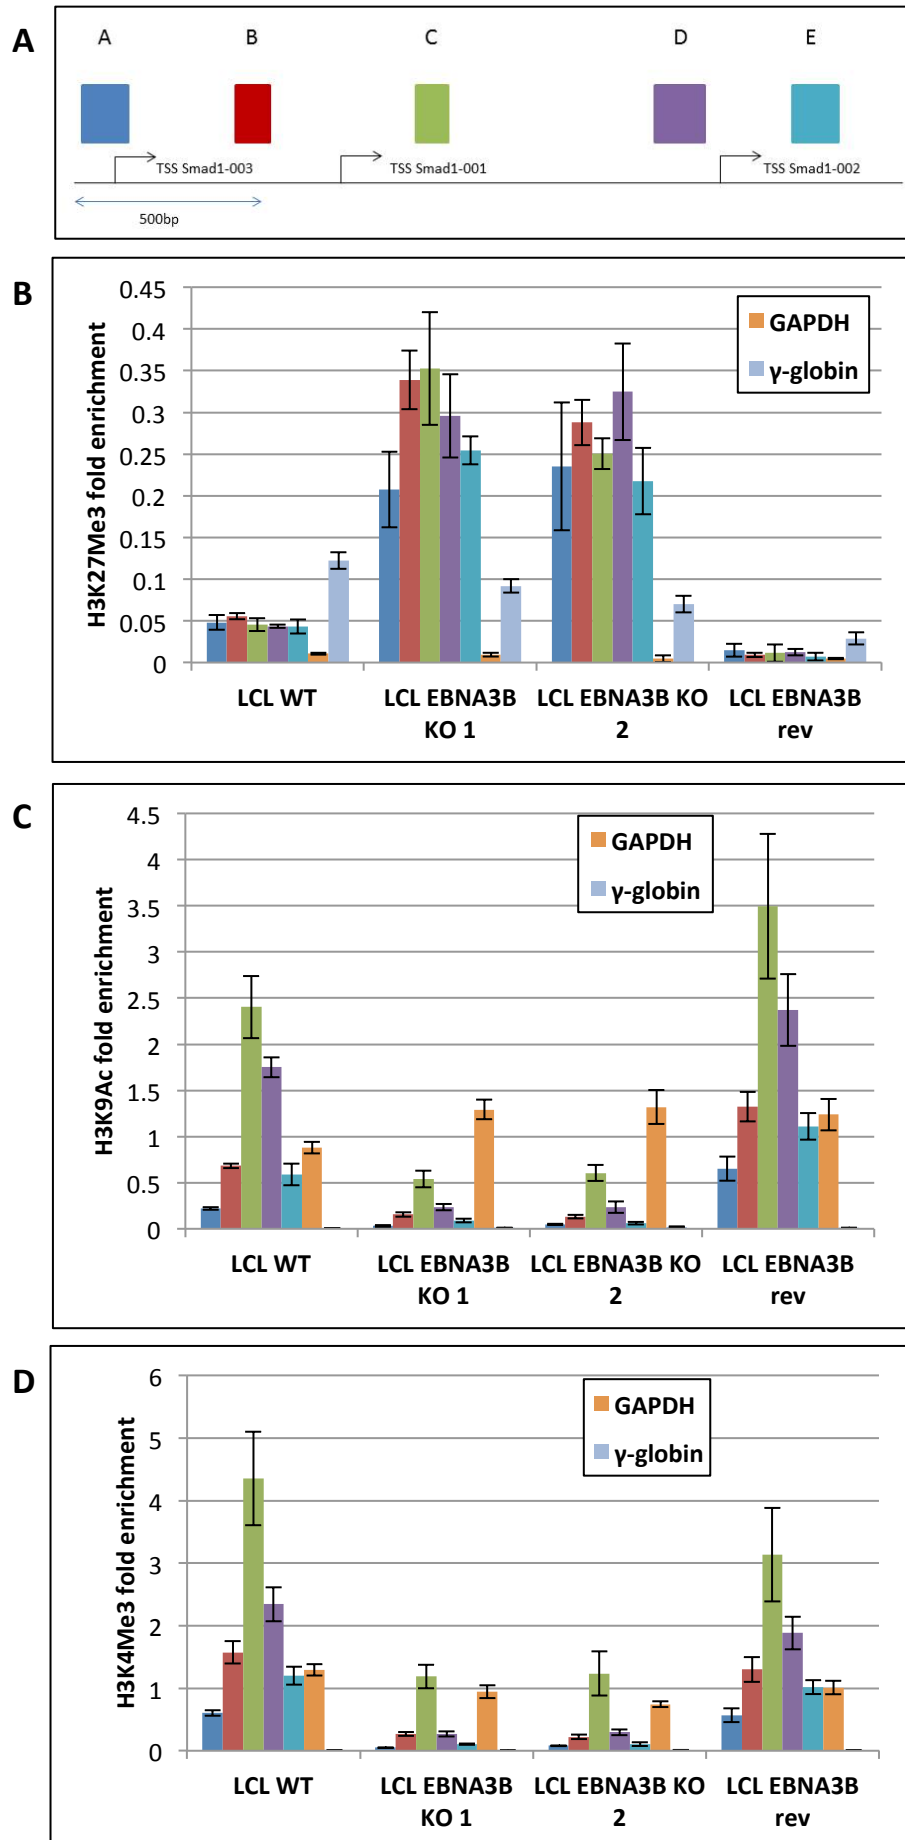 A
A B C D E
TSS Smad1-003 TSS Smad1-001 TSS Smad1-002
500bp
B
H3K27Me3 fold enrichment
0.45
0.4
0.35
0.3
0.25
0.2
0.15
0.1
0.05
0
GAPDH
γ-globin
LCL WT LCL EBNA3B LCL EBNA3B KO LCL EBNA3B
KO 1 2 rev
C
H3K9Ac fold enrichment
4.5
4
3.5
3
2.5
2
1.5
1
0.5
0
GAPDH
γ-globin
LCL WT LCL EBNA3B LCL EBNA3B KO LCL EBNA3B
KO 1 2 rev
D
H3K4Me3 fold enrichment
6
5
4
3
2
1
0
GAPDH
γ-globin
LCL WT LCL EBNA3B LCL EBNA3B KO LCL EBNA3B
KO 1 2 rev